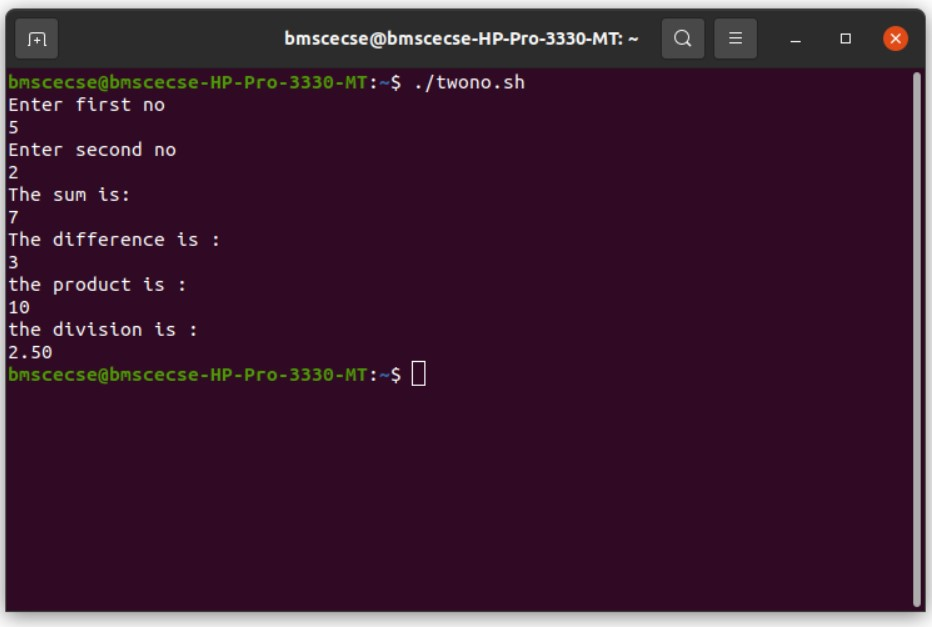 bmscecse@bmscecse-HP-Pro-3330-MT: ~
bmscecse@bmscecse-HP-Pro-3330-MT:~$ ./twono.sh
Enter first no
5
Enter second no
2
The sum is:
7
The difference is :
3
the product is :
10
the division is :
2.50
bmscecse@bmscecse-HP-Pro-3330-MT:~$